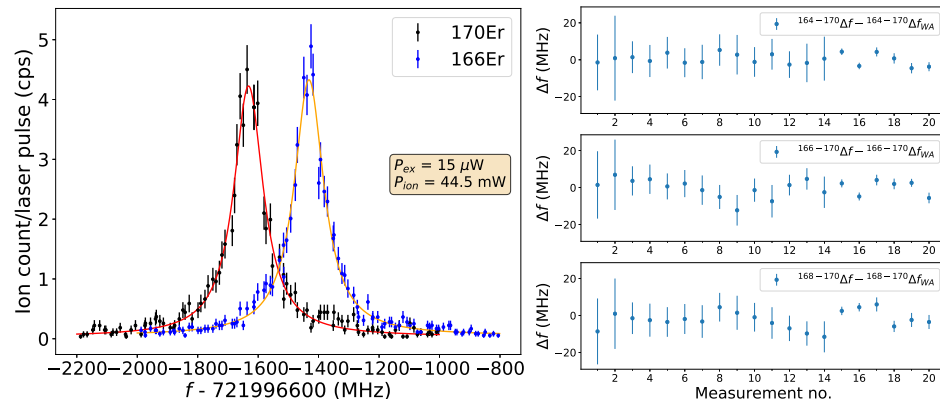 Ion count/laser pulse (cps)
5
4
3
2
1
0
170Er
166Er
P_ex = 15 μW
P_ion = 44.5 mW
−2200 −2000 −1800 −1600 −1400 −1200 −1000 −800
f - 721996600 (MHz)
Δf (MHz)
20
0
−20
¹⁶⁴⁻¹⁷⁰Δf − ¹⁶⁴⁻¹⁷⁰Δf_WA
2 4 6 8 10 12 14 16 18 20
Δf (MHz)
20
0
−20
¹⁶⁶⁻¹⁷⁰Δf − ¹⁶⁶⁻¹⁷⁰Δf_WA
2 4 6 8 10 12 14 16 18 20
Δf (MHz)
20
0
−20
¹⁶⁸⁻¹⁷⁰Δf − ¹⁶⁸⁻¹⁷⁰Δf_WA
2 4 6 8 10 12 14 16 18 20
Measurement no.